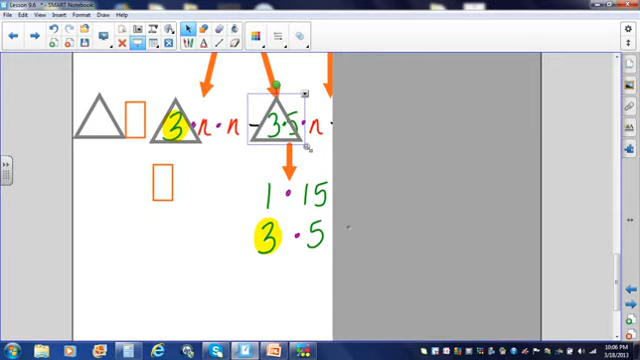 Lesson 9.6 * - SMART Notebook
File Edit View Insert Format Draw Help
3 · n · n - 3 · 5 · n ·
1 · 15
3 · 5
10:06 PM
3/18/2013